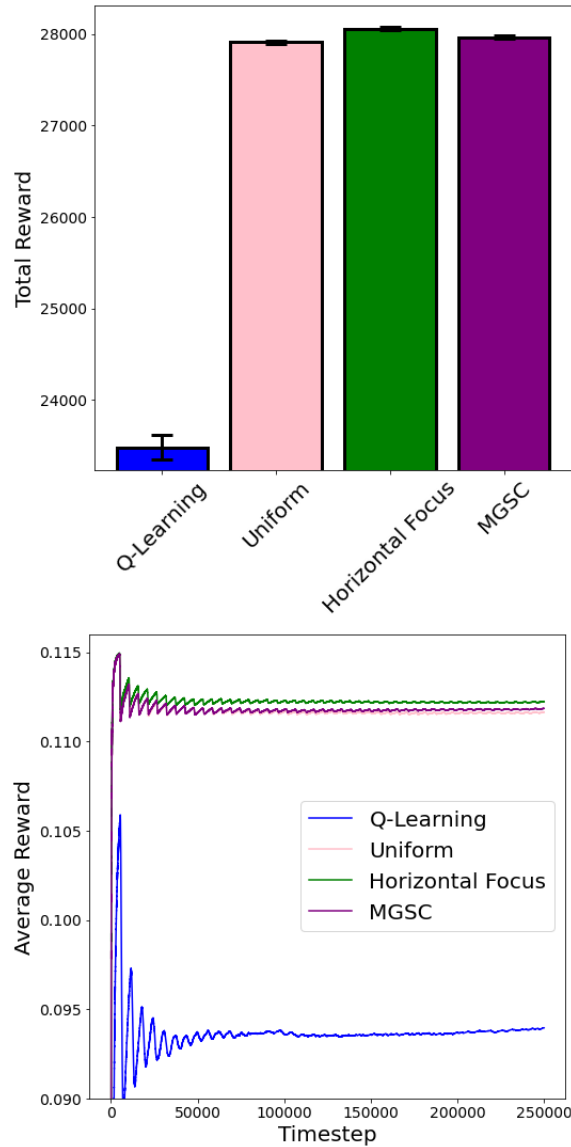 28000
27000
26000
25000
24000
Total Reward
Q-Learning
Uniform
Horizontal Focus
MGSC
0.115
0.110
0.105
0.100
0.095
0.090
Average Reward
Q-Learning
Uniform
Horizontal Focus
MGSC
0 50000 100000 150000 200000 250000
Timestep